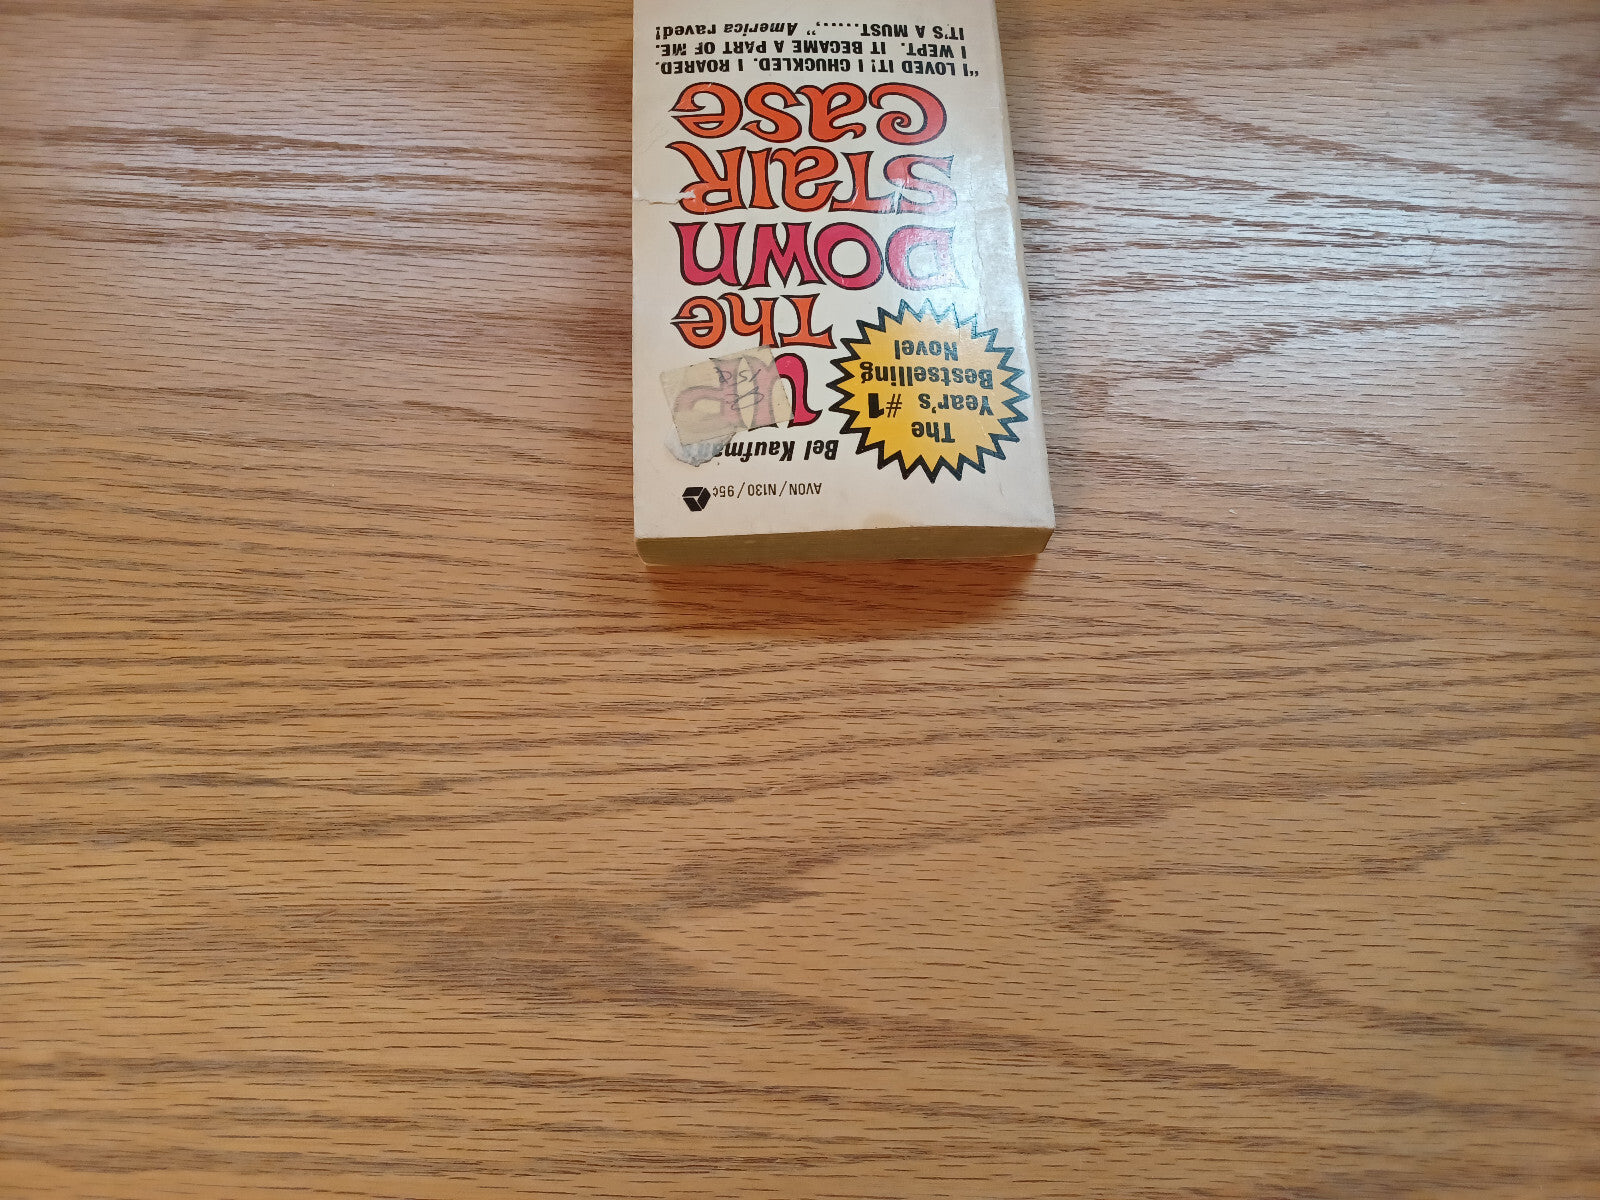 AVON / N130 / 95¢
Bel Kaufman's
The
Year's #1
Bestselling
Novel
UP
The
DOWN
STaIR
Case
"I LOVED IT! I CHUCKLED. I ROARED.
I WEPT. IT BECAME A PART OF ME.
IT'S A MUST......," America raved!